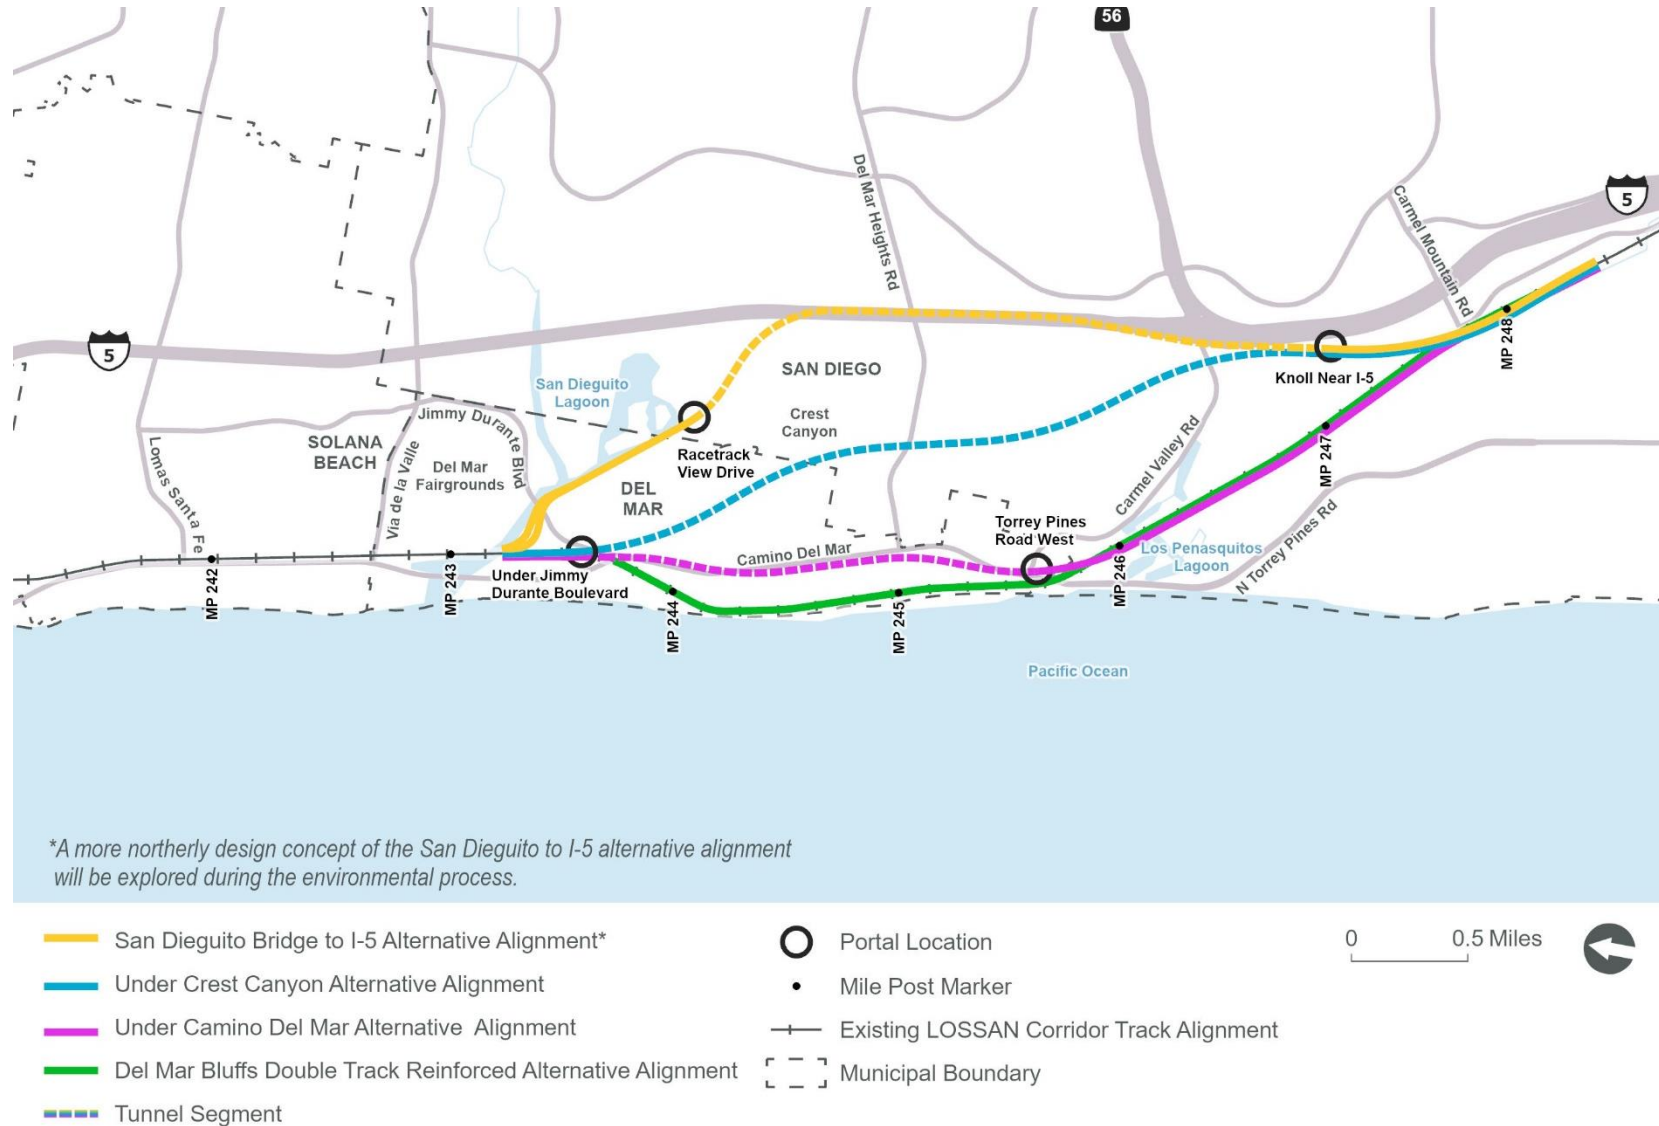 56
Del Mar Heights Rd
Carmel Mountain Rd
5
5
San Dieguito
Lagoon
SAN DIEGO
Knoll Near I-5
MP 248
Jimmy Durante Blvd
Crest
Canyon
SOLANA
BEACH
Lomas Santa Fe
Via de la Valle
Del Mar
Fairgrounds
Racetrack
View Drive
DEL
MAR
Carmel Valley Rd
MP 247
Torrey Pines
Road West
Camino Del Mar
Los Penasquitos
Lagoon
N Torrey Pines Rd
Under Jimmy
Durante Boulevard
MP 242
MP 243
MP 244
MP 245
MP 246
Pacific Ocean
*A more northerly design concept of the San Dieguito to I-5 alternative alignment
will be explored during the environmental process.
San Dieguito Bridge to I-5 Alternative Alignment*
Under Crest Canyon Alternative Alignment
Under Camino Del Mar Alternative Alignment
Del Mar Bluffs Double Track Reinforced Alternative Alignment
Tunnel Segment
Portal Location
Mile Post Marker
Existing LOSSAN Corridor Track Alignment
Municipal Boundary
0 0.5 Miles